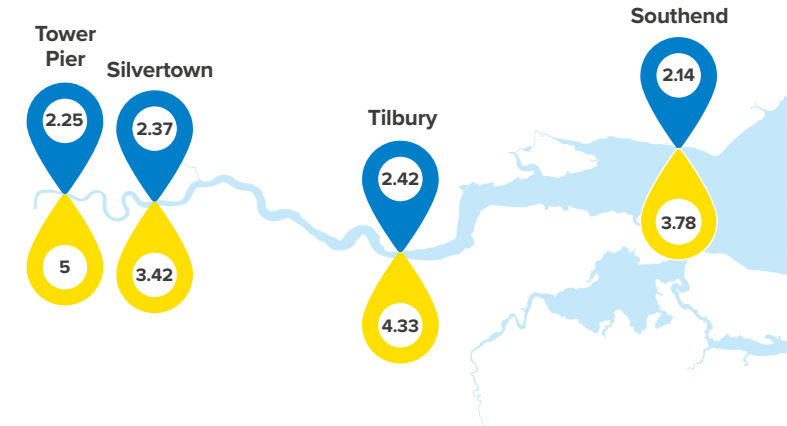 Tower
Pier
2.25
5
Silvertown
2.37
3.42
Tilbury
2.42
4.33
Southend
2.14
3.78